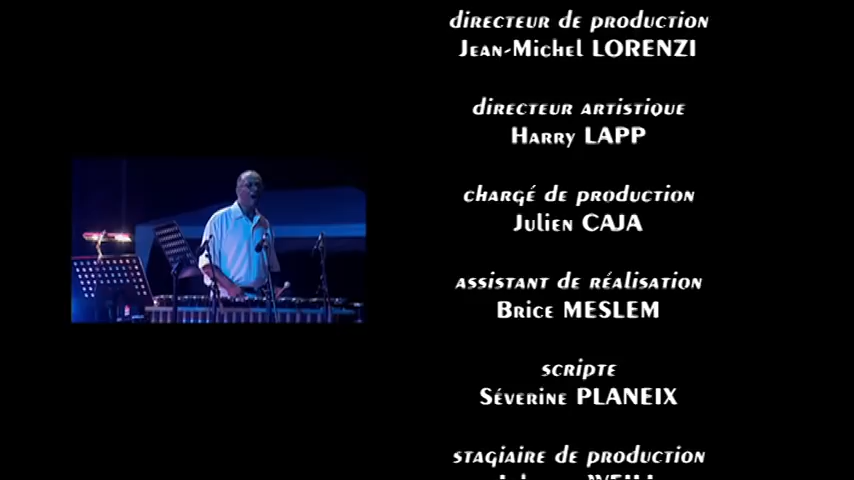 directeur de production
Jean-Michel LORENZI
directeur artistique
Harry LAPP
chargé de production
Julien CAJA
assistant de réalisation
Brice MESLEM
scripte
Séverine PLANEIX
stagiaire de production